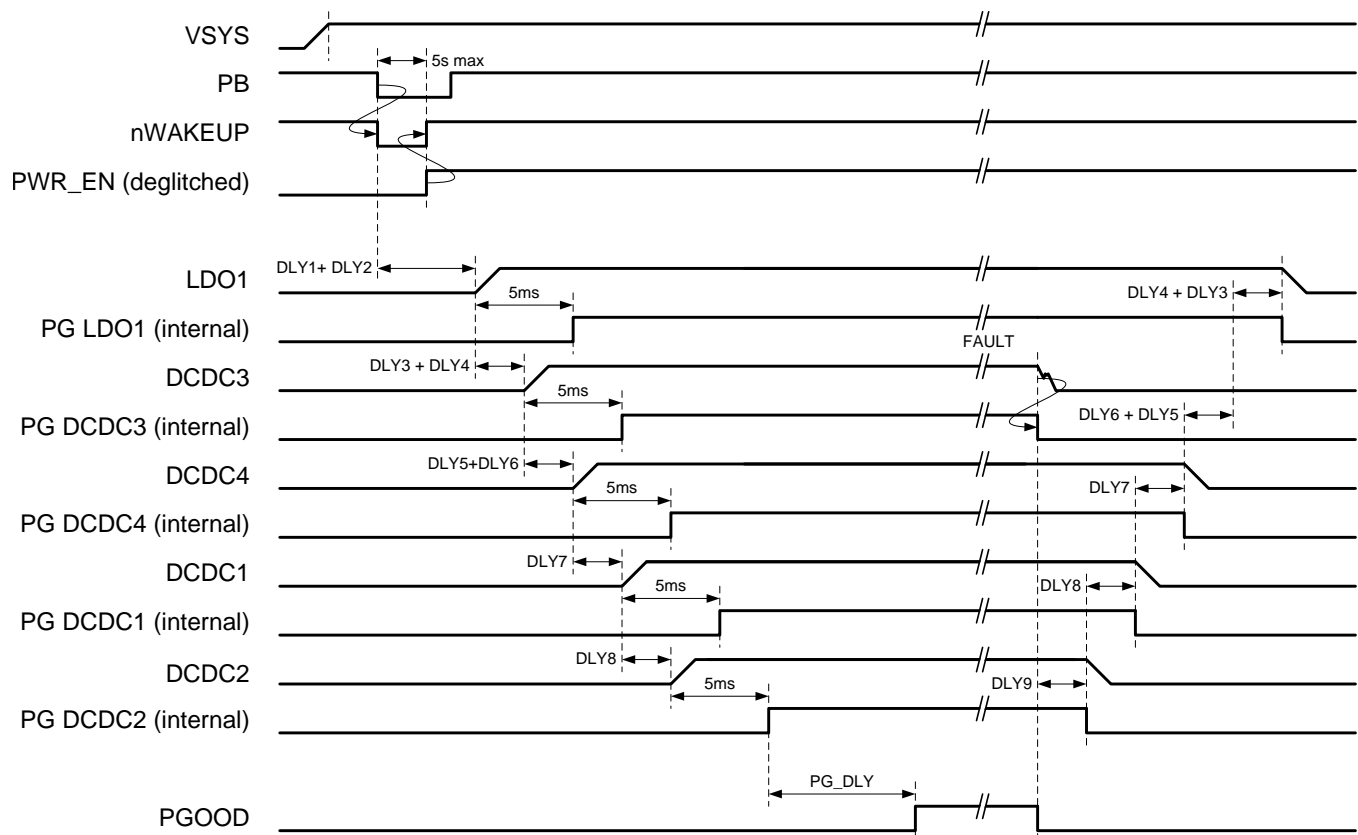 VSYS
5s max
PB
nWAKEUP
PWR_EN (deglitched)
DLY1+ DLY2
LDO1
5ms
DLY4 + DLY3
PG LDO1 (internal)
FAULT
DLY3 + DLY4
DCDC3
5ms
DLY6 + DLY5
PG DCDC3 (internal)
DLY5+DLY6
DCDC4
5ms
DLY7
PG DCDC4 (internal)
DLY7
DCDC1
5ms
DLY8
PG DCDC1 (internal)
DLY8
DCDC2
5ms
DLY9
PG DCDC2 (internal)
PG_DLY
PGOOD